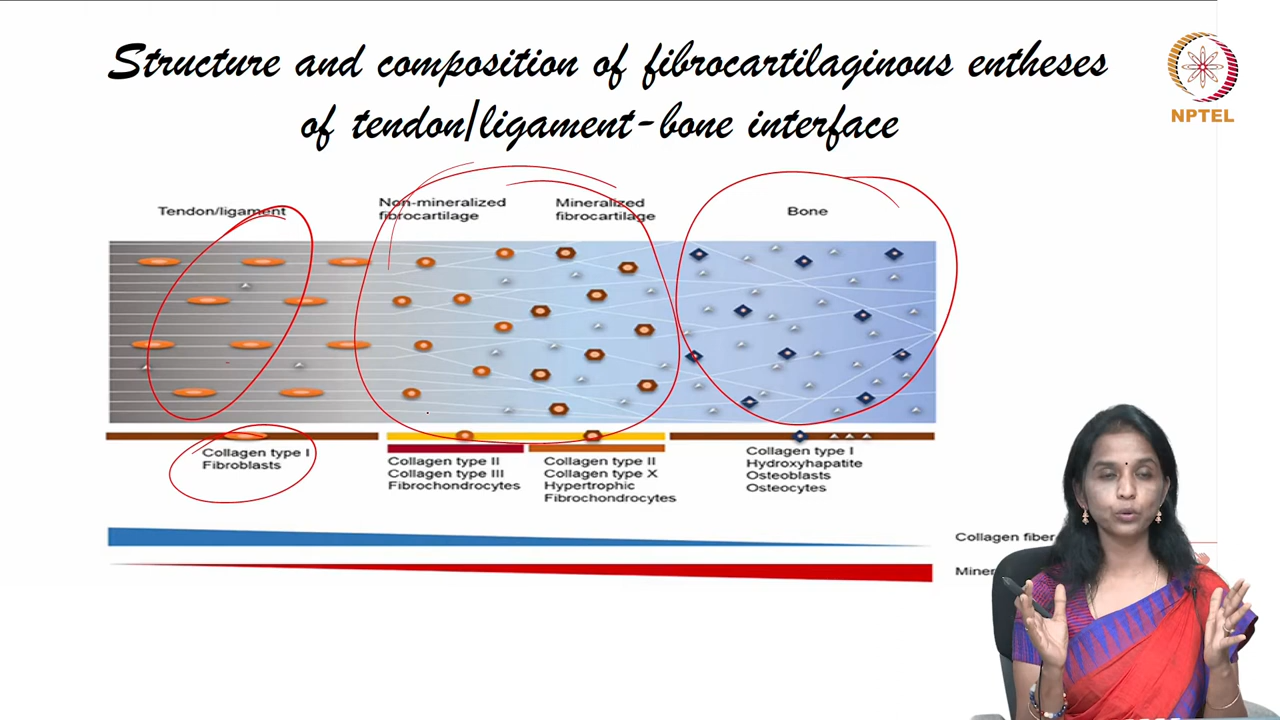 Structure and composition of fibrocartilaginous entheses
of tendon/ligament-bone interface
NPTEL
Tendon/ligament
Non-mineralized
fibrocartilage
Mineralized
fibrocartilage
Bone
Collagen type I
Fibroblasts
Collagen type II
Collagen type III
Fibrochondrocytes
Collagen type II
Collagen type X
Hypertrophic
Fibrochondrocytes
Collagen type I
Hydroxyhapatite
Osteoblasts
Osteocytes
Collagen fiber